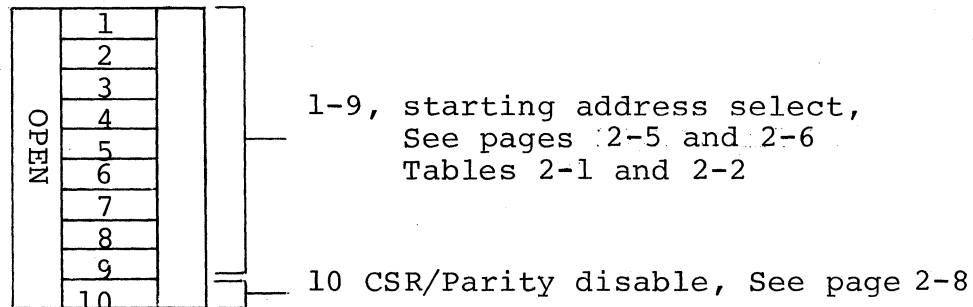 OPEN
1
2
3
4
5
6
7
8
9
10
1-9, starting address select,
See pages 2-5 and 2-6
Tables 2-1 and 2-2
10 CSR/Parity disable, See page 2-8